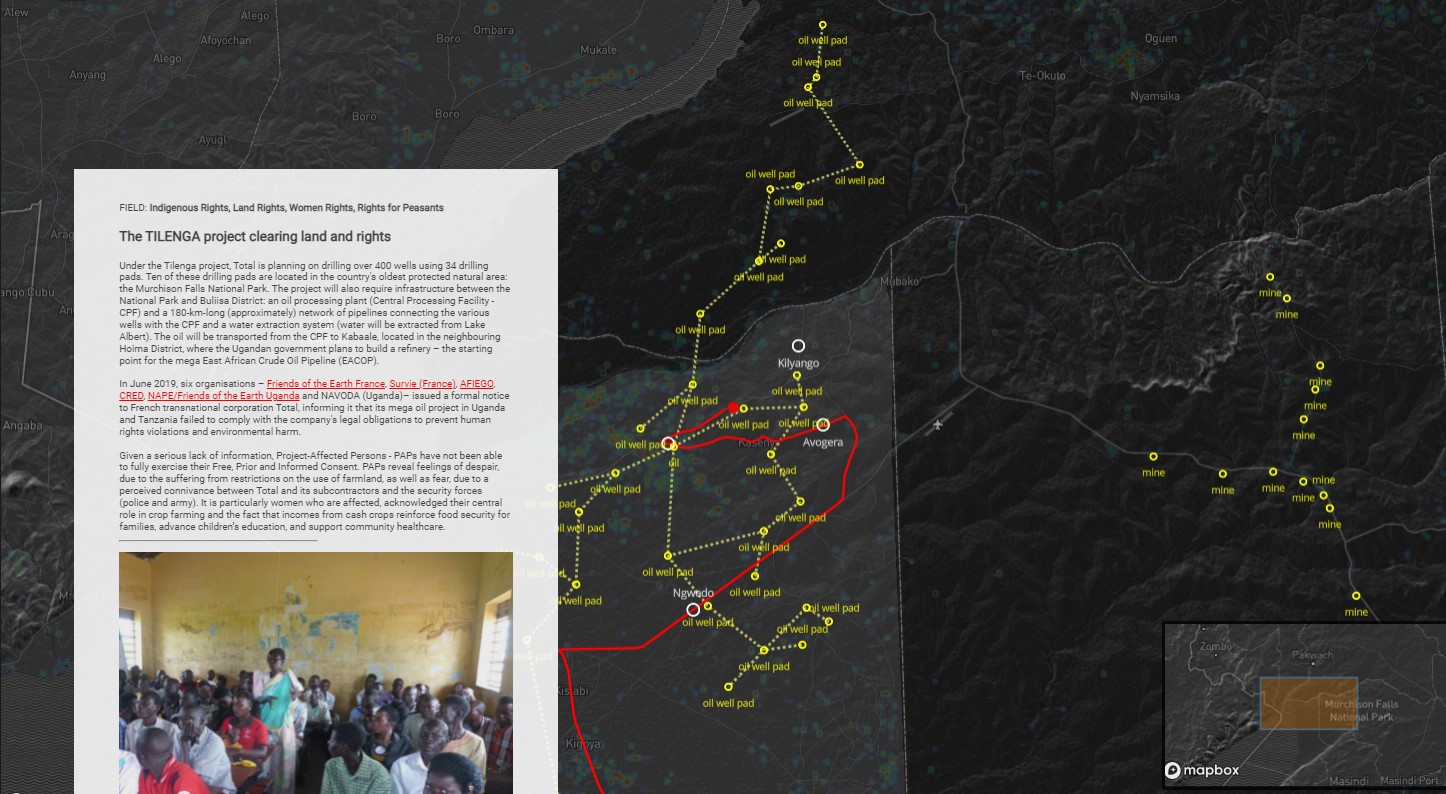 Alew
Alego
Ombara
Afoyochan
Boro
Mukale
Alego
Anyang
Boro
Boro
Ayugl
Angaba
FIELD: Indigenous Rights, Land Rights, Women Rights, Rights for Peasants
The TILENGA project clearing land and rights
Under the Tilenga project, Total is planning on drilling over 400 wells using 34 drilling
pads. Ten of these drilling pads are located in the country's oldest protected natural area:
the Murchison Falls National Park. The project will also require infrastructure between the
National Park and Buliisa District: an oil processing plant (Central Processing Facility -
CPF) and a 180-km-long (approximately) network of pipelines connecting the various
wells with the CPF and a water extraction system (water will be extracted from Lake
Albert). The oil will be transported from the CPF to Kabaale, located in the neighbouring
Hoima District, where the Ugandan government plans to build a refinery – the starting
point for the mega East African Crude Oil Pipeline (EACOP).
In June 2019, six organisations – Friends of the Earth France, Survie (France), AFIEGO,
CRED, NAPE/Friends of the Earth Uganda and NAVODA (Uganda)– issued a formal notice
to French transnational corporation Total, informing it that its mega oil project in Uganda
and Tanzania failed to comply with the company's legal obligations to prevent human
rights violations and environmental harm.
Given a serious lack of information, Project-Affected Persons - PAPs have not been able
to fully exercise their Free, Prior and Informed Consent. PAPs reveal feelings of despair,
due to the suffering from restrictions on the use of farmland, as well as fear, due to a
perceived connivance between Total and its subcontractors and the security forces
(police and army). It is particularly women who are affected, acknowledged their central
role in crop farming and the fact that incomes from cash crops reinforce food security for
families, advance children's education, and support community healthcare.
oil well pad
oil well pad
oil well pad
oil well pad
oil well pad
oil well pad
oil well pad
oil well pad
oil well pad
Kilyango
oil well pad
oil well pad
oil well pad
oil well pad
Avogera
oil well pad
Kaseny
oil
oil well pad
oil well pad
oil well pad
oil well pad
oil well pad
oil well pad
oil well pad
oil well pad
Ngwedo
oil well pad
oil well pad
oil well pad
oil well pad
oil well pad
oil well pad
Kigoya
Oguen
Te-Okuto
Nyamsika
Mubako
mine
mine
mine
mine
mine
mine
mine
mine
mine
mine
mine
mine
Zombo
Pakwach
Murchison Falls
National Park
Masindi
Masindi Port
mapbox